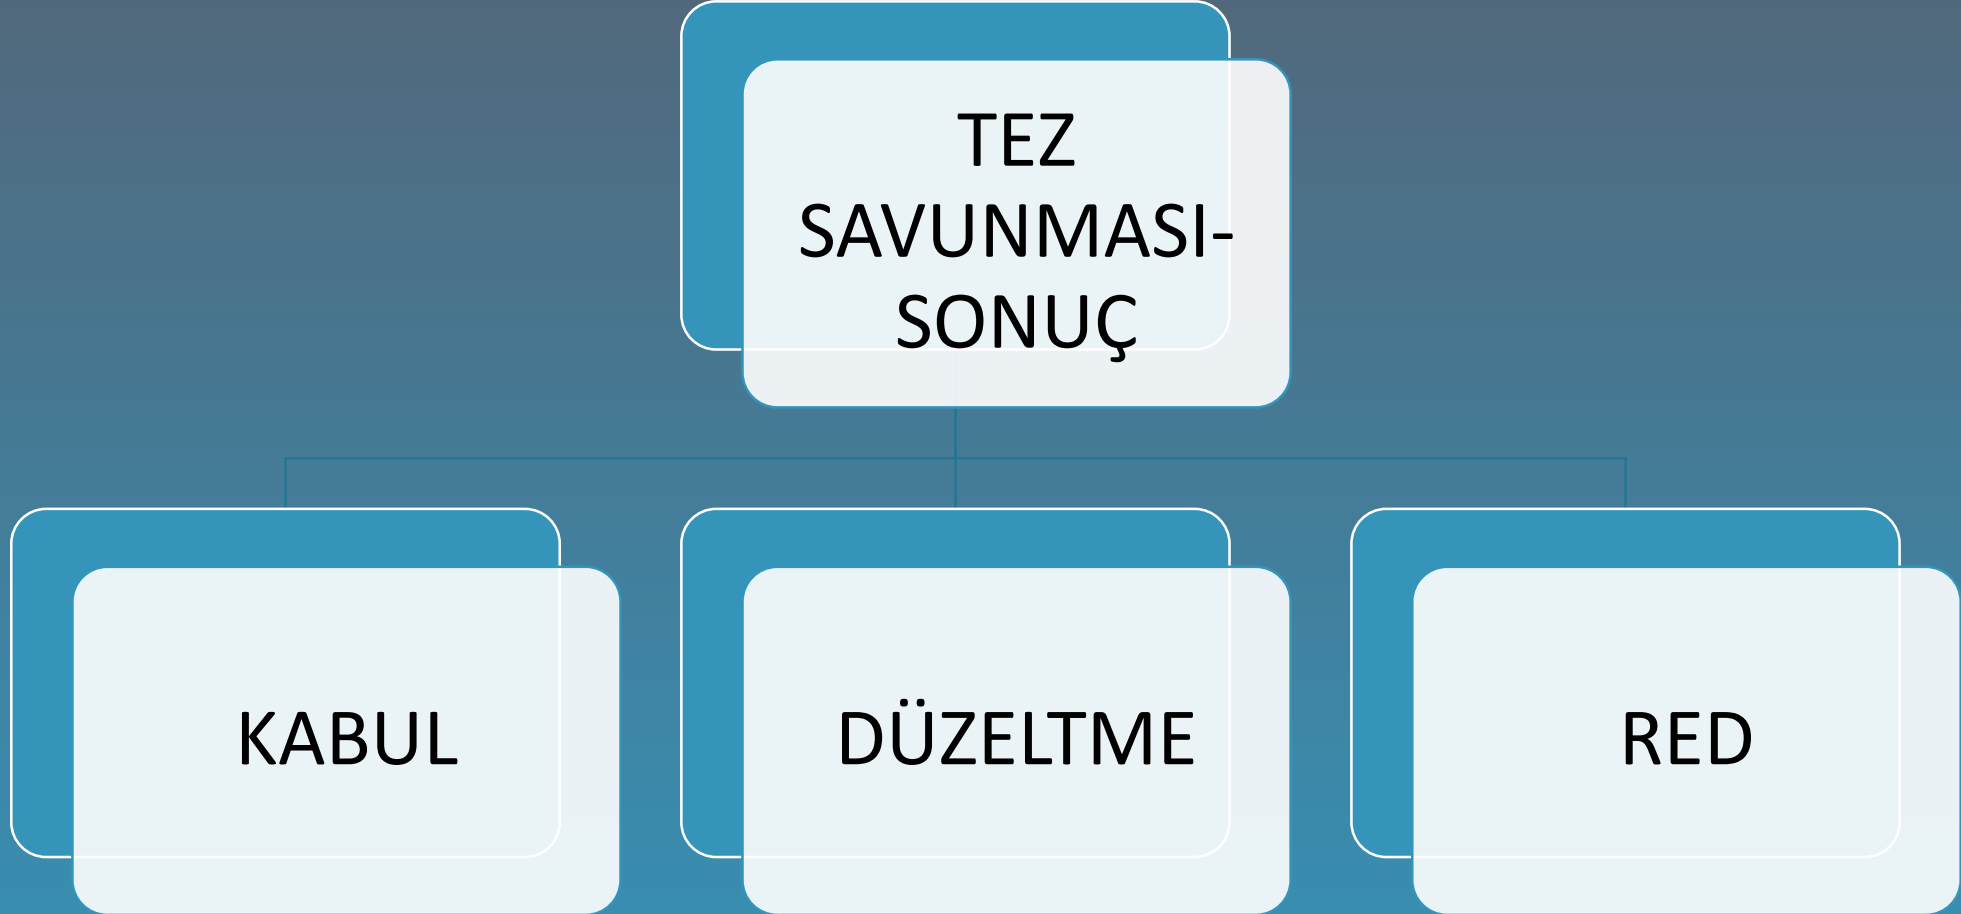 TEZ
SAVUNMASI-
SONUÇ
KABUL
DÜZELTME
RED